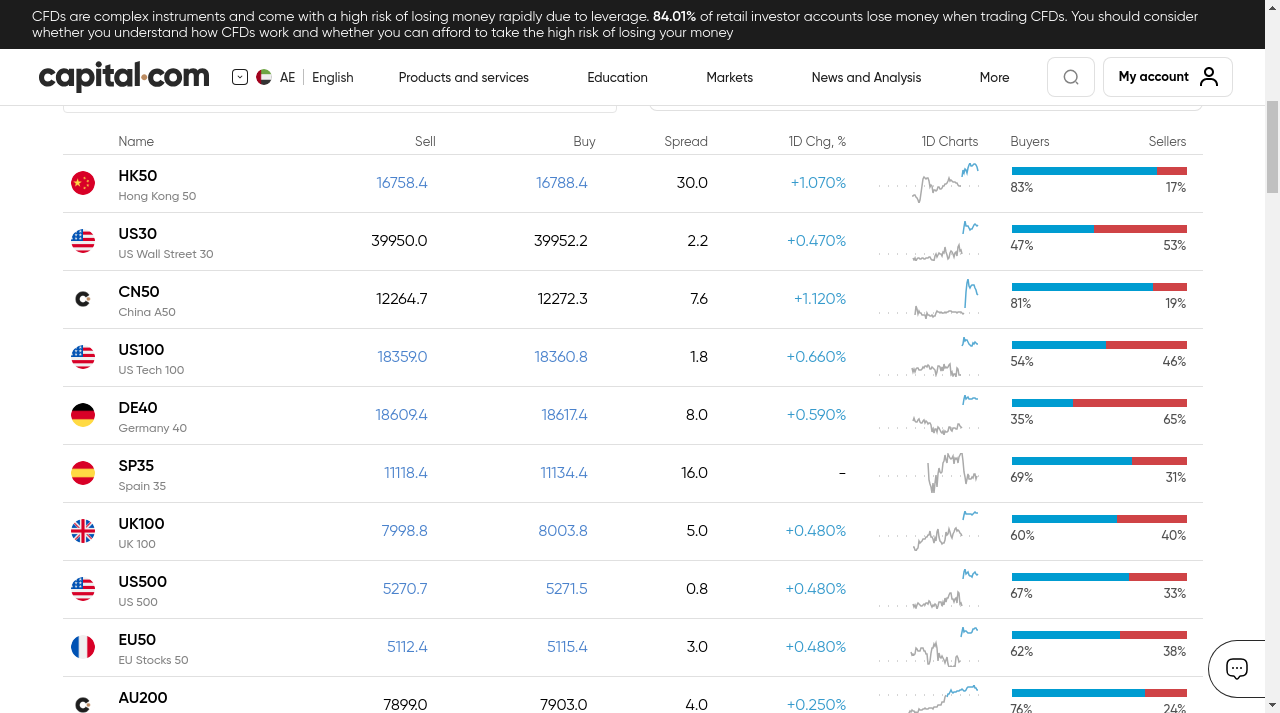 CFDs are complex instruments and come with a high risk of losing money rapidly due to leverage. 84.01% of retail investor accounts lose money when trading CFDs. You should consider
whether you understand how CFDs work and whether you can afford to take the high risk of losing your money
capital.com AE English Products and services Education Markets News and Analysis More My account
Name Sell Buy Spread 1D Chg, % 1D Charts Buyers Sellers
HK50
Hong Kong 50
16758.4 16788.4 30.0 +1.070% 83% 17%
US30
US Wall Street 30
39950.0 39952.2 2.2 +0.470% 47% 53%
CN50
China A50
12264.7 12272.3 7.6 +1.120% 81% 19%
US100
US Tech 100
18359.0 18360.8 1.8 +0.660% 54% 46%
DE40
Germany 40
18609.4 18617.4 8.0 +0.590% 35% 65%
SP35
Spain 35
11118.4 11134.4 16.0 - 69% 31%
UK100
UK 100
7998.8 8003.8 5.0 +0.480% 60% 40%
US500
US 500
5270.7 5271.5 0.8 +0.480% 67% 33%
EU50
EU Stocks 50
5112.4 5115.4 3.0 +0.480% 62% 38%
AU200
7899.0 7903.0 4.0 +0.250% 76% 24%